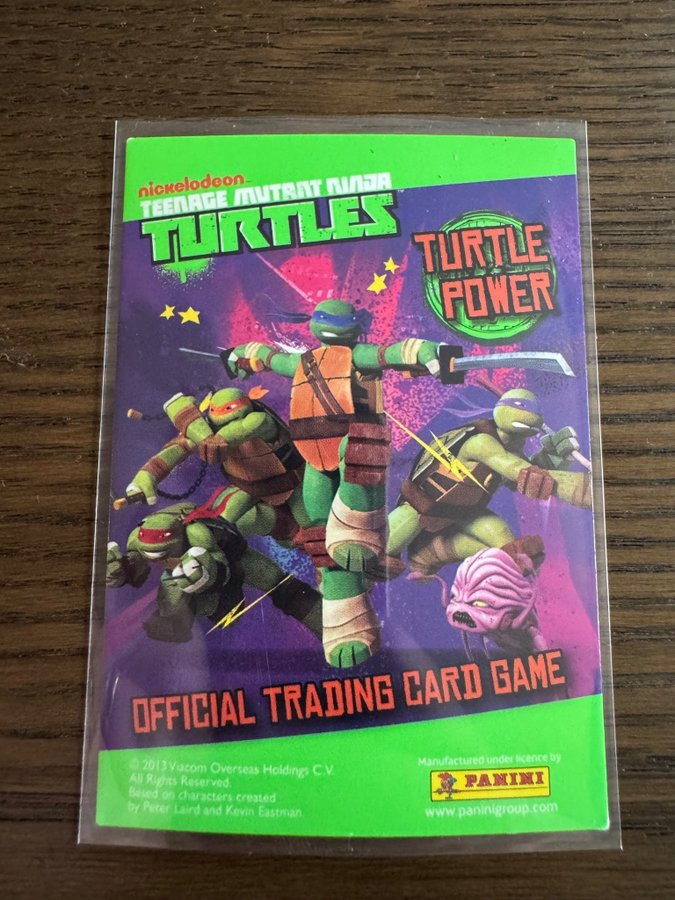 nickelodeon™
TEENAGE MUTANT NINJA
TURTLES
TURTLE
POWER
OFFICIAL TRADING CARD GAME
© 2013 Viacom Overseas Holdings C.V.
All Rights Reserved.
Based on characters created
by Peter Laird and Kevin Eastman.
Manufactured under licence by
PANINI
www.paninigroup.com